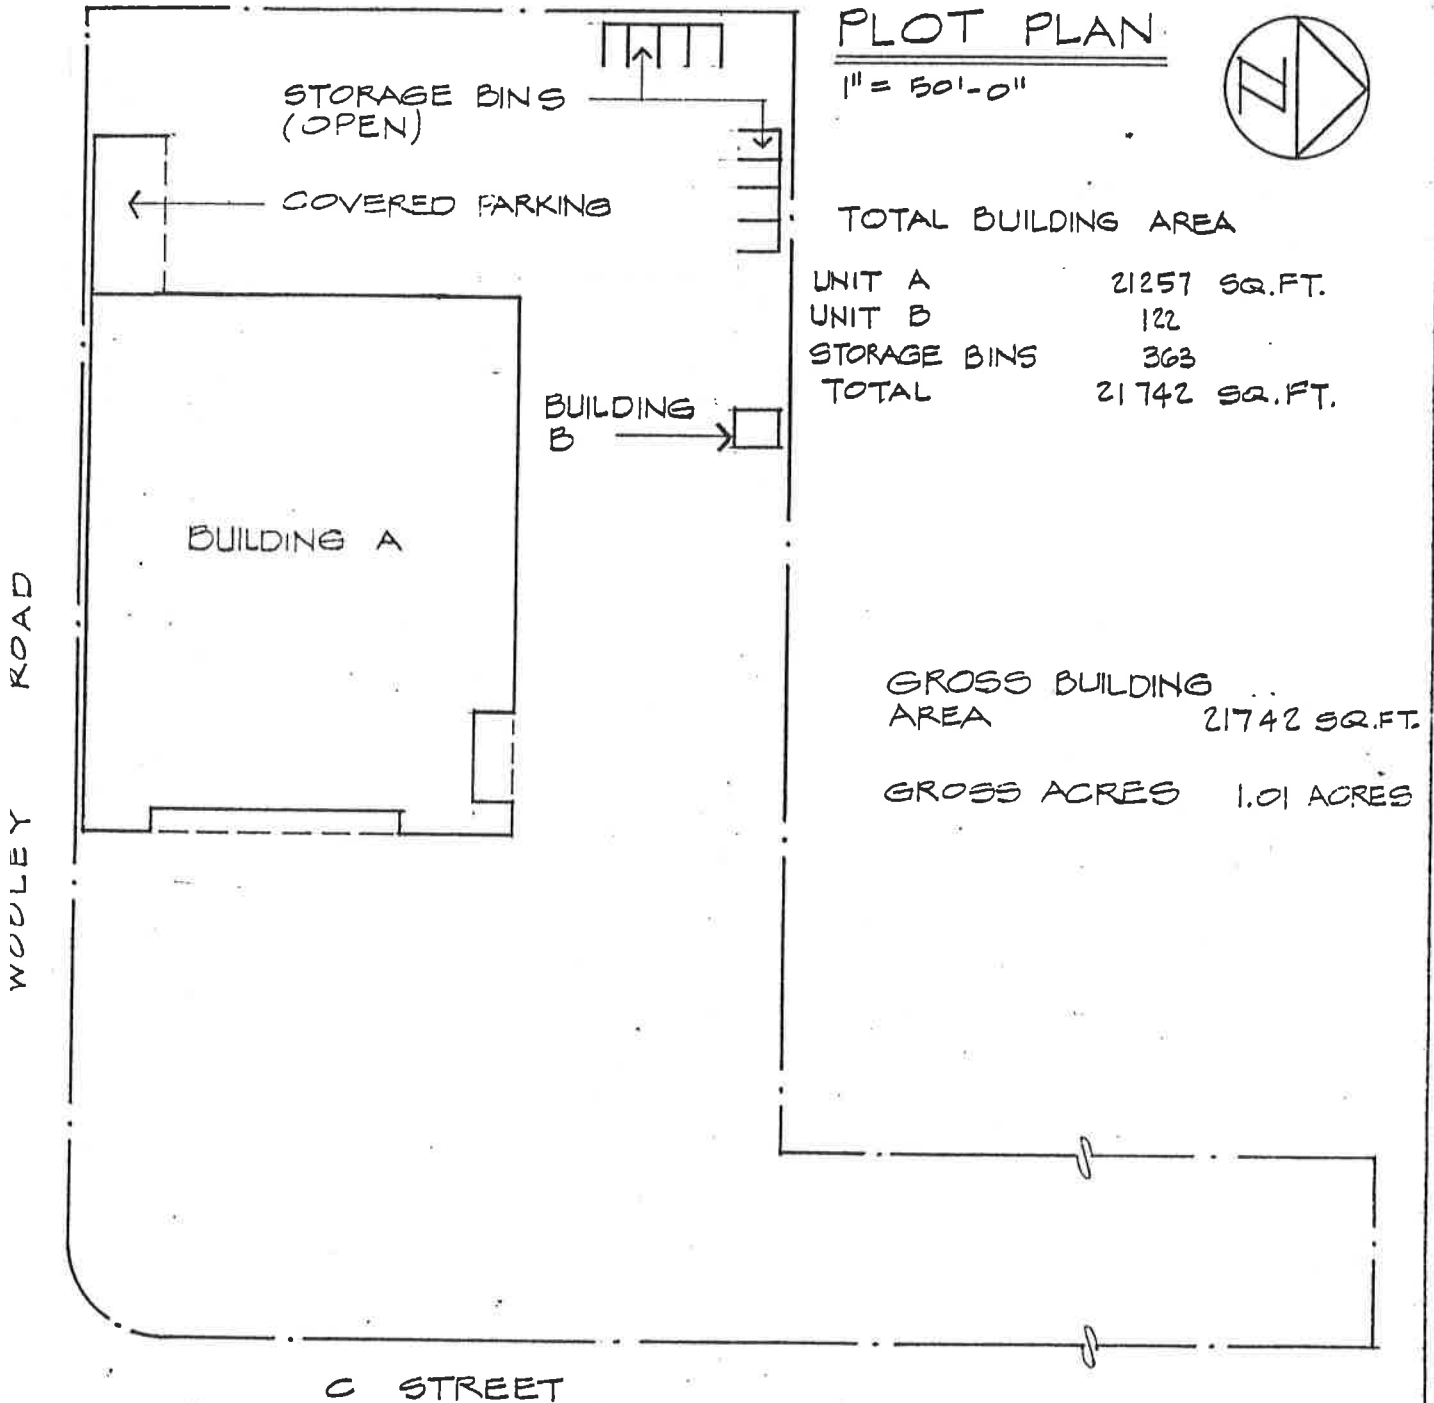 PLOT PLAN
1" = 50'-0"
N
STORAGE BINS
(OPEN)
COVERED PARKING
TOTAL BUILDING AREA
UNIT A 21257 SQ.FT.
UNIT B 122
STORAGE BINS 363
TOTAL 21742 SQ.FT.
BUILDING
B
BUILDING A
WOOLEY ROAD
GROSS BUILDING
AREA 21742 SQ.FT.
GROSS ACRES 1.01 ACRES
C STREET